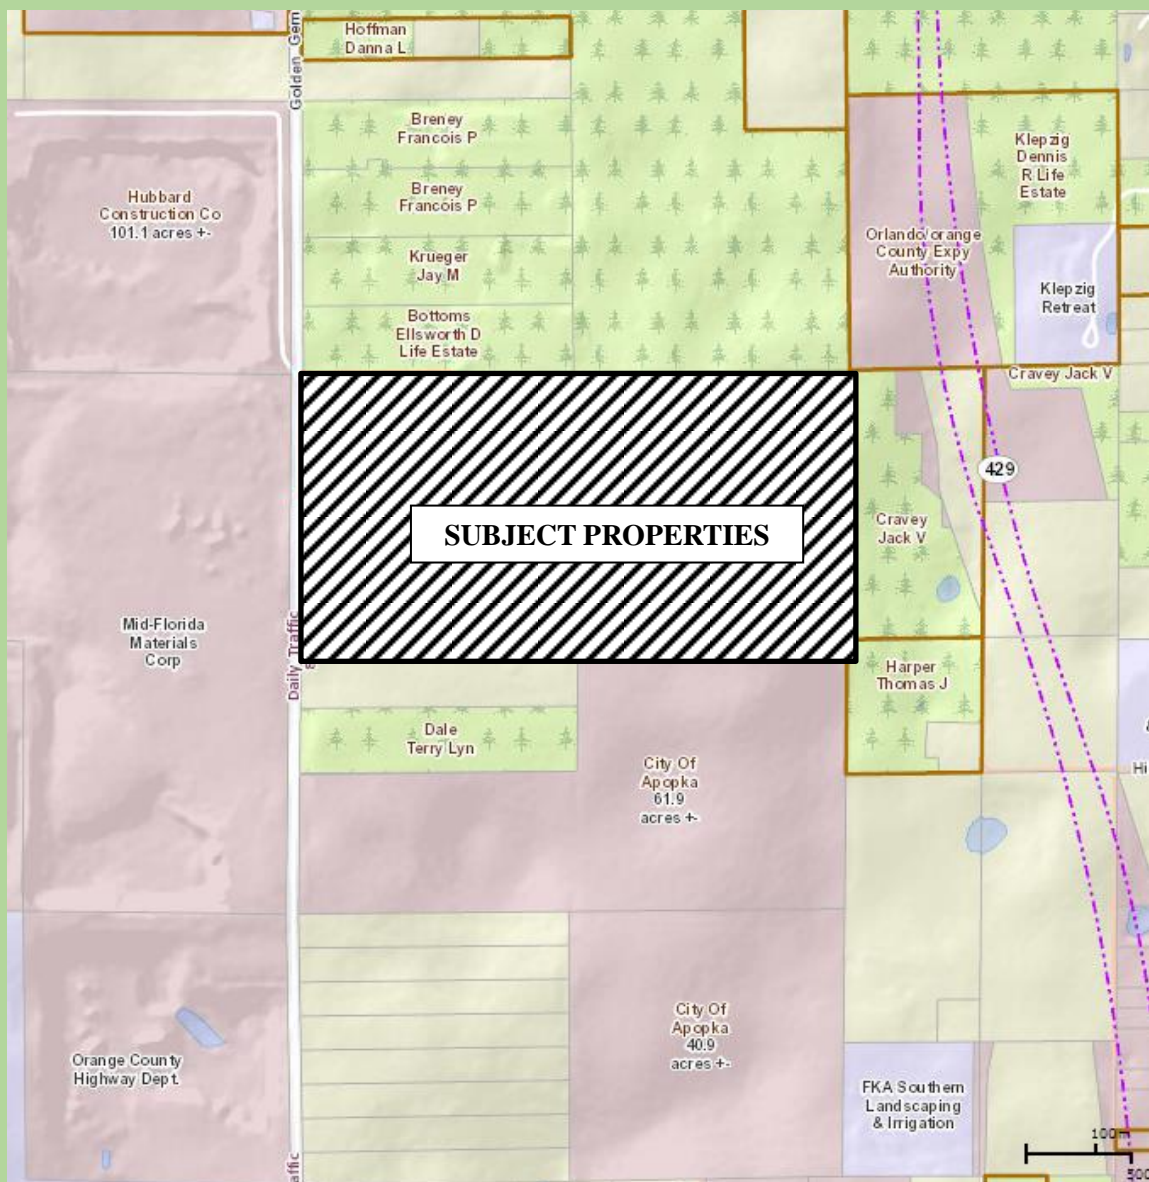 Golden Gem
Hoffman
Danna L
Breney
Francois P
Klepzig
Dennis
R Life
Estate
Hubbard
Construction Co
101.1 acres +-
Breney
Francois P
Orlando/orange
County Expy
Authority
Krueger
Jay M
Klepzig
Retreat
Bottoms
Ellsworth D
Life Estate
Cravey Jack V
429
SUBJECT PROPERTIES
Cravey
Jack V
Mid-Florida
Materials
Corp
Daily Traffic
Harper
Thomas J
Dale
Terry Lyn
City Of
Apopka
61.9
acres +-
Hi
City Of
Apopka
40.9
acres +-
Orange County
Highway Dept.
FKA Southern
Landscaping
& Irrigation
100m
affic